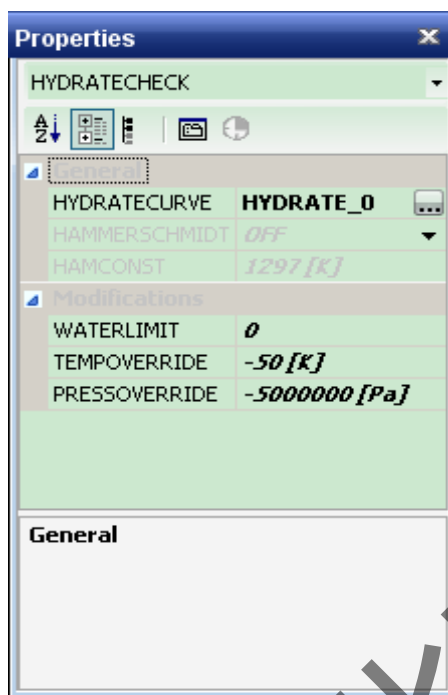 Properties
HYDRATECHECK
General
HYDRATECURVE HYDRATE_0 ...
HAMMERSCHMIDT OFF
HAMCONST 1297 [K]
Modifications
WATERLIMIT 0
TEMPOVERRIDE -50 [K]
PRESSOVERRIDE -5000000 [Pa]
General